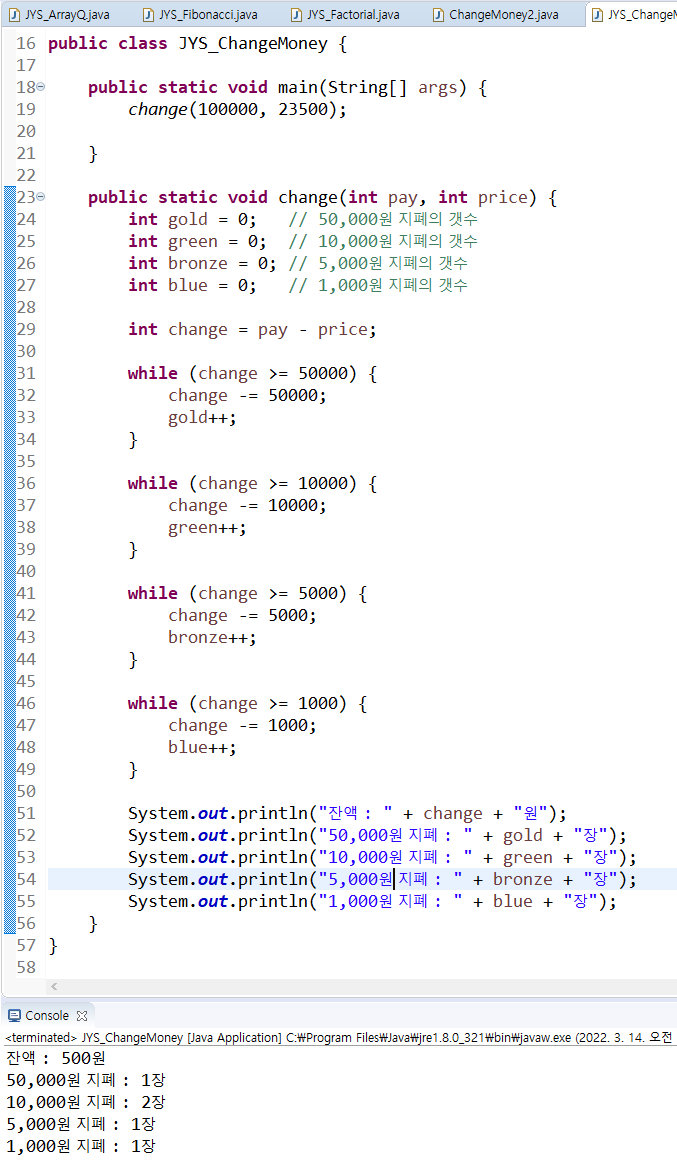 JYS_ArrayQ.java JYS_Fibonacci.java JYS_Factorial.java ChangeMoney2.java JYS_ChangeM
16 public class JYS_ChangeMoney {
17
18 public static void main(String[] args) {
19 change(100000, 23500);
20
21 }
22
23 public static void change(int pay, int price) {
24 int gold = 0; // 50,000원 지폐의 갯수
25 int green = 0; // 10,000원 지폐의 갯수
26 int bronze = 0; // 5,000원 지폐의 갯수
27 int blue = 0; // 1,000원 지폐의 갯수
28
29 int change = pay - price;
30
31 while (change >= 50000) {
32 change -= 50000;
33 gold++;
34 }
35
36 while (change >= 10000) {
37 change -= 10000;
38 green++;
39 }
40
41 while (change >= 5000) {
42 change -= 5000;
43 bronze++;
44 }
45
46 while (change >= 1000) {
47 change -= 1000;
48 blue++;
49 }
50
51 System.out.println("잔액 : " + change + "원");
52 System.out.println("50,000원 지폐 : " + gold + "장");
53 System.out.println("10,000원 지폐 : " + green + "장");
54 System.out.println("5,000원 지폐 : " + bronze + "장");
55 System.out.println("1,000원 지폐 : " + blue + "장");
56 }
57 }
58
Console
<terminated> JYS_ChangeMoney [Java Application] C:₩Program Files₩Java₩jre1.8.0_321₩bin₩javaw.exe (2022. 3. 14. 오전
잔액 : 500원
50,000원 지폐 : 1장
10,000원 지폐 : 2장
5,000원 지폐 : 1장
1,000원 지폐 : 1장